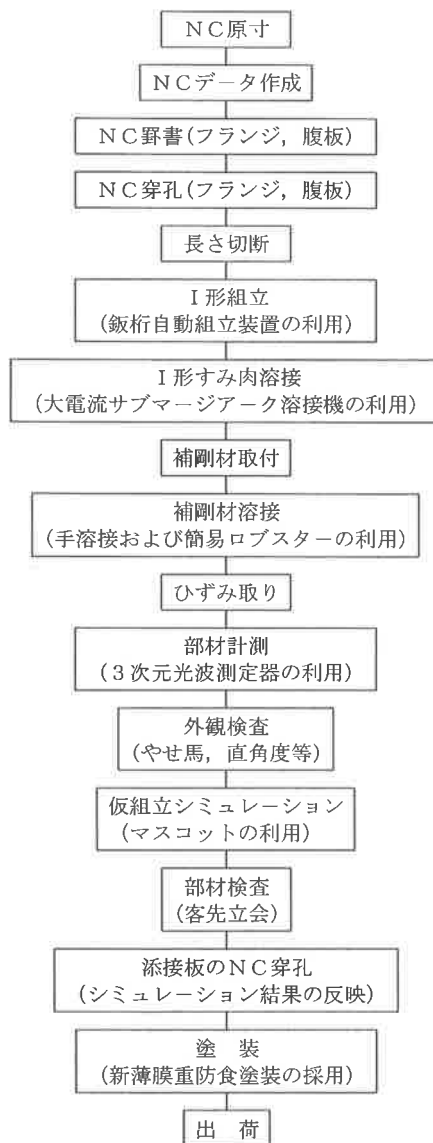 NC原寸
NCデータ作成
NC罫書(フランジ,腹板)
NC穿孔(フランジ,腹板)
長さ切断
I形組立
(鈑桁自動組立装置の利用)
I形すみ肉溶接
(大電流サブマージアーク溶接機の利用)
補剛材取付
補剛材溶接
(手溶接および簡易ロブスターの利用)
ひずみ取り
部材計測
(3次元光波測定器の利用)
外観検査
(やせ馬,直角度等)
仮組立シミュレーション
(マスコットの利用)
部材検査
(客先立会)
添接板のNC穿孔
(シミュレーション結果の反映)
塗 装
(新薄膜重防食塗装の採用)
出 荷